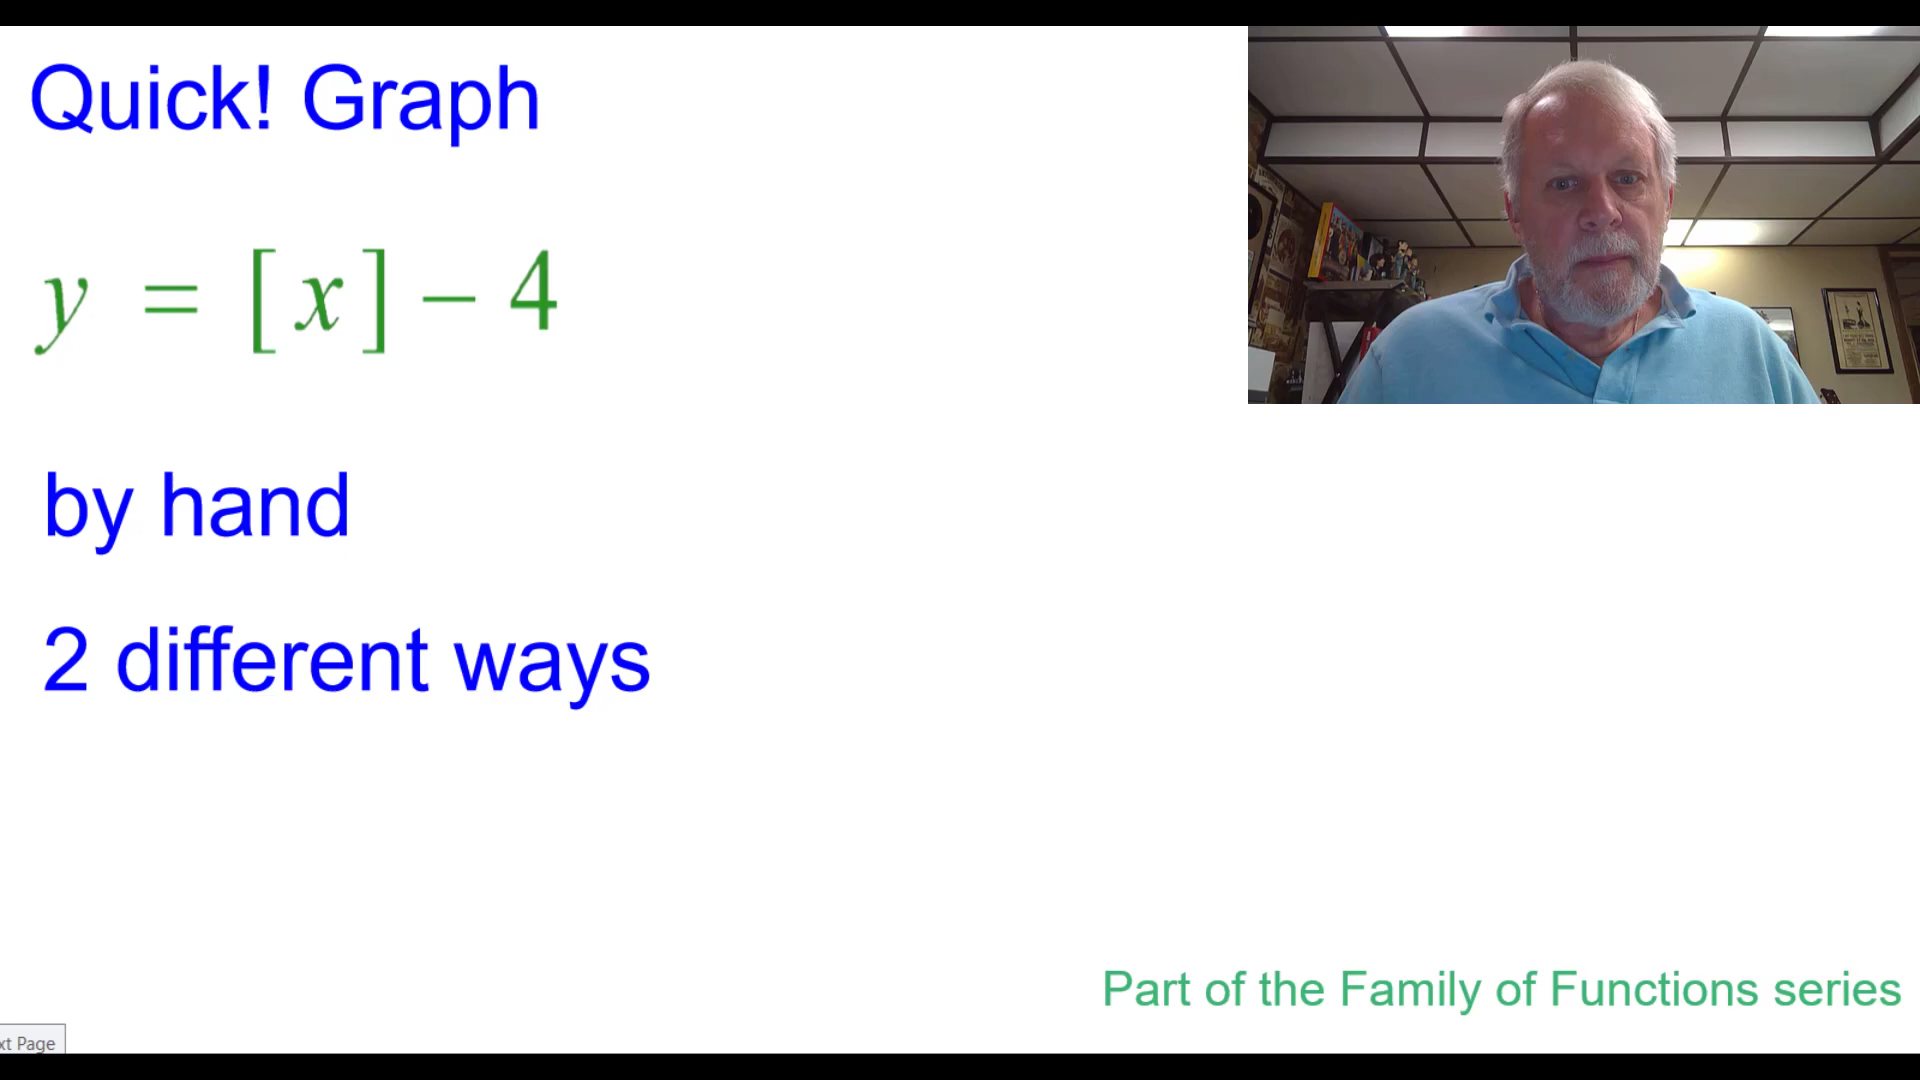 Quick! Graph
y = [x] – 4
by hand
2 different ways
Part of the Family of Functions series
xt Page